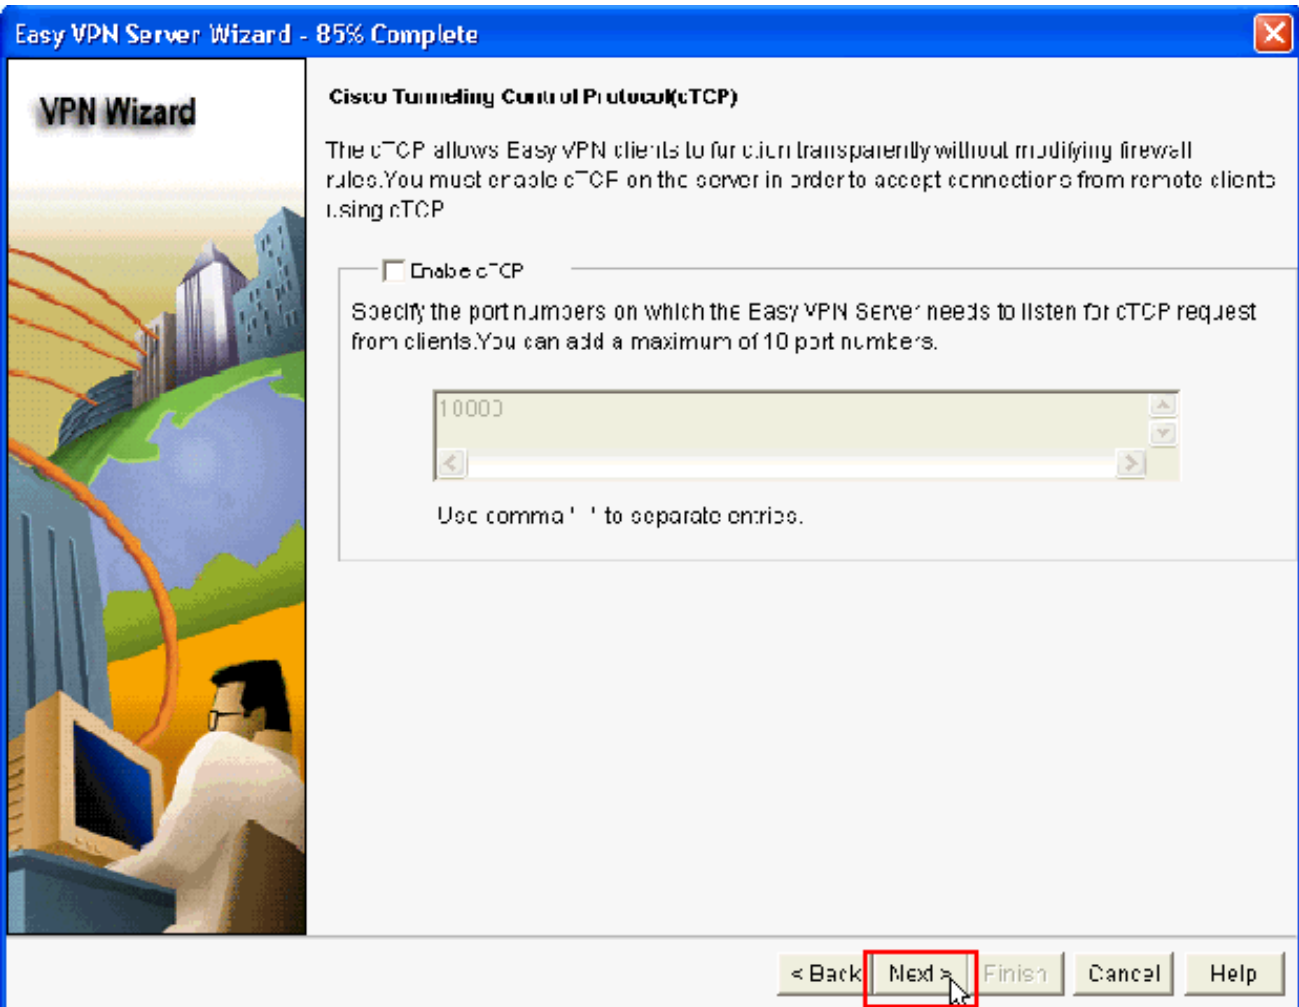 Easy VPN Server Wizard - 85% Complete
VPN Wizard
Cisco Tunneling Control Protocol(cTCP)
The cTCP allows Easy VPN clients to function transparently without modifying firewall
rules.You must enable cTCP on the server in order to accept connections from remote clients
using cTCP
Enable cTCP
Specify the port numbers on which the Easy VPN Server needs to listen for cTCP request
from clients.You can add a maximum of 10 port numbers.
10000
Use comma ',' to separate entries.
< Back Next > Finish Cancel Help